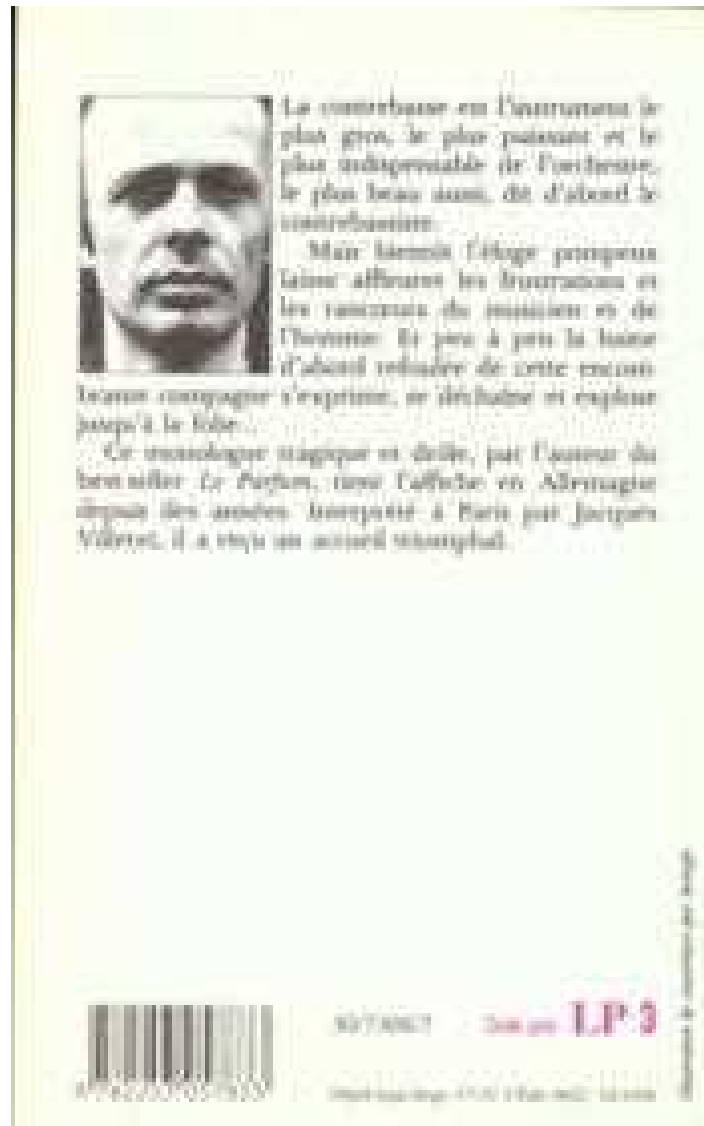 La contrebasse est l'instrument le
plus gros, le plus puissant et le
plus indispensable de l'orchestre,
le plus beau aussi, dit d'abord le
contrebassiste.
Mais bientôt l'éloge pompeux
laisse affleurer les frustrations et
les rancœurs du musicien et de
l'homme. Et peu à peu la haine
d'abord refoulée de cette encom-
brante compagne s'exprime, se déchaîne et explose
jusqu'à la folie...
Ce monologue tragique et drôle, par l'auteur du
best-seller Le Parfum, tient l'affiche en Allemagne
depuis des années. Interprété à Paris par Jacques
Villeret, il a reçu un accueil triomphal.
LP 3